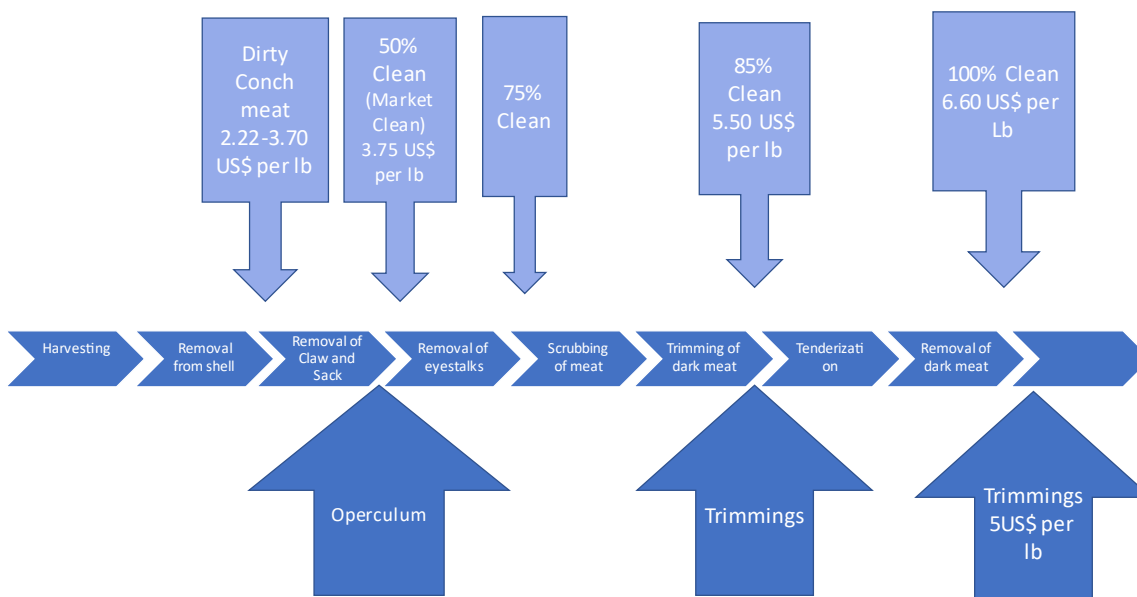 Dirty
Conch
meat
2.22-3.70
US$ per lb
50%
Clean
(Market
Clean)
3.75 US$
per lb
75%
Clean
85%
Clean
5.50 US$
per lb
100% Clean
6.60 US$ per
Lb
Harvesting
Removal
from shell
Removal of
Claw and
Sack
Removal of
eyestalks
Scrubbing
of meat
Trimming of
dark meat
Tenderizati
on
Removal of
dark meat
Operculum
Trimmings
Trimmings
5US$ per
lb